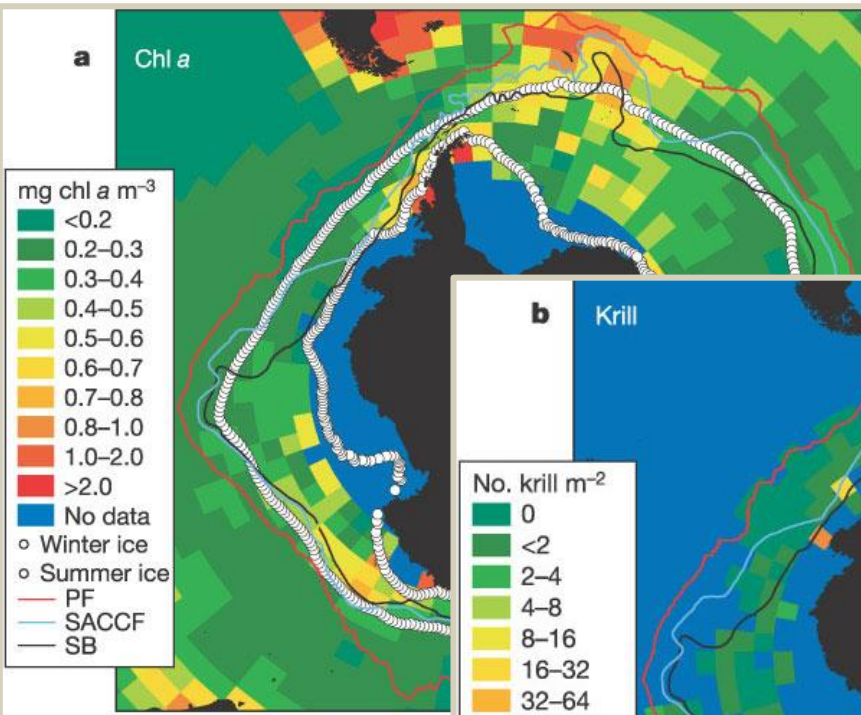 a
Chl a
mg chl a m⁻³
<0.2
0.2–0.3
0.3–0.4
0.4–0.5
0.5–0.6
0.6–0.7
0.7–0.8
0.8–1.0
1.0–2.0
>2.0
No data
Winter ice
Summer ice
PF
SACCF
SB
b
Krill
No. krill m⁻²
0
<2
2–4
4–8
8–16
16–32
32–64